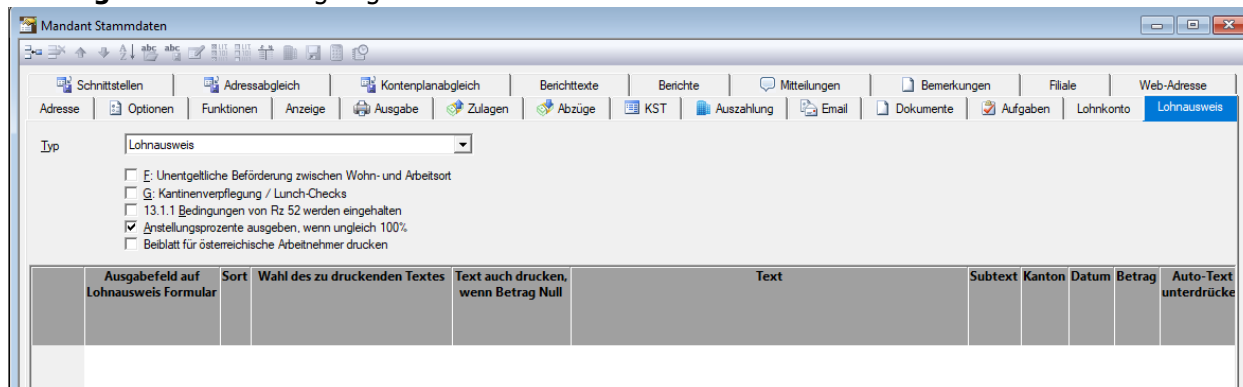 Mandant Stammdaten
Schnittstellen Adressabgleich Kontenplanabgleich Berichttexte Berichte Mitteilungen Bemerkungen Filiale Web-Adresse
Adresse Optionen Funktionen Anzeige Ausgabe Zulagen Abzüge KST Auszahlung Email Dokumente Aufgaben Lohnkonto Lohnausweis
Typ Lohnausweis
F: Unentgeltliche Beförderung zwischen Wohn- und Arbeitsort
G: Kantinenverpflegung / Lunch-Checks
13.1.1 Bedingungen von Rz 52 werden eingehalten
Anstellungsprozente ausgeben, wenn ungleich 100%
Beiblatt für österreichische Arbeitnehmer drucken
Ausgabefeld auf Sort Wahl des zu druckenden Textes Text auch drucken, Text Subtext Kanton Datum Betrag Auto-Text
Lohnausweis Formular wenn Betrag Null unterdrücke